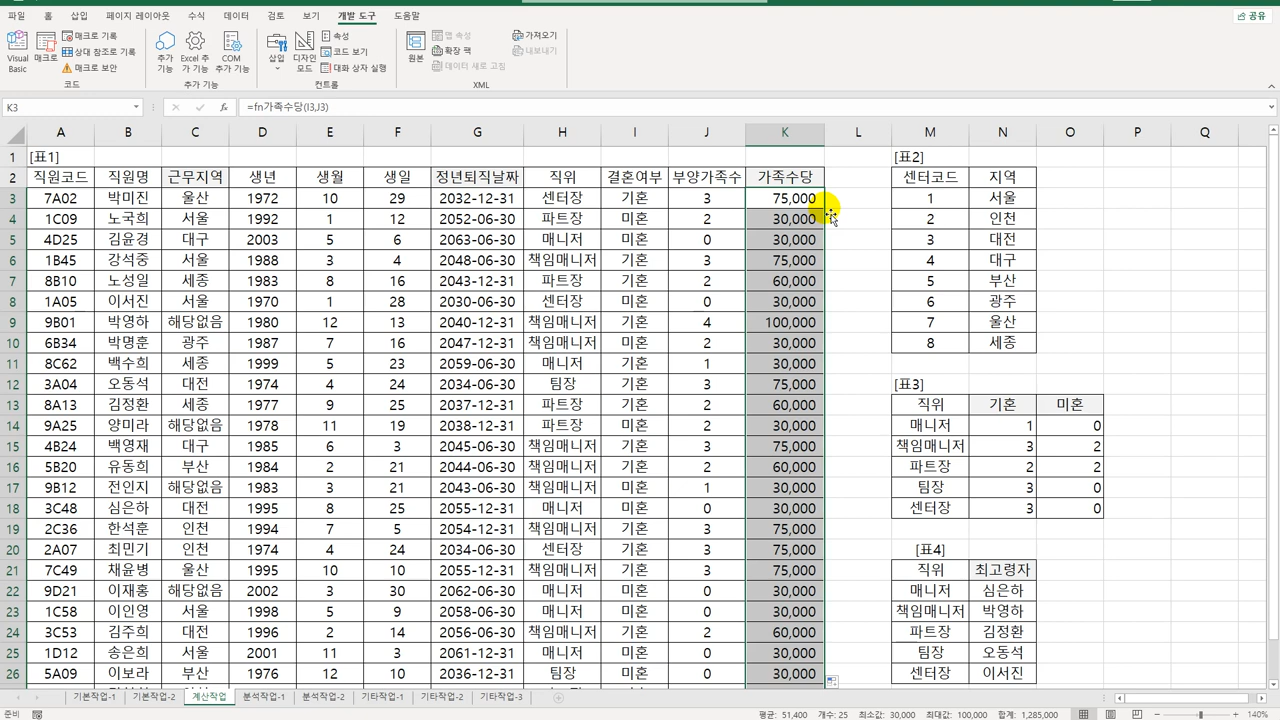 파일 홈 삽입 페이지 레이아웃 수식 데이터 검토 보기 개발 도구 도움말 공유
Visual Basic
매크로
매크로 기록
상대 참조로 기록
매크로 보안
코드
추가 기능
Excel 추가 기능
COM 추가 기능
추가 기능
삽입
디자인 모드
속성
코드 보기
대화 상자 실행
컨트롤
원본
맵 속성
확장 팩
데이터 새로 고침
가져오기
내보내기
XML
K3 fx =fn가족수당(I3,J3)
A B C D E F G H I J K L M N O P Q
1 [표1] [표2]
2 직원코드 직원명 근무지역 생년 생월 생일 정년퇴직날짜 직위 결혼여부 부양가족수 가족수당 센터코드 지역
3 7A02 박미진 울산 1972 10 29 2032-12-31 센터장 기혼 3 75,000 1 서울
4 1C09 노국희 서울 1992 1 12 2052-06-30 파트장 미혼 2 30,000 2 인천
5 4D25 김윤경 대구 2003 5 6 2063-06-30 매니저 미혼 0 30,000 3 대전
6 1B45 강석중 서울 1988 3 4 2048-06-30 책임매니저 기혼 3 75,000 4 대구
7 8B10 노성일 세종 1983 8 16 2043-12-31 파트장 기혼 2 60,000 5 부산
8 1A05 이서진 서울 1970 1 28 2030-06-30 센터장 미혼 0 30,000 6 광주
9 9B01 박영하 해당없음 1980 12 13 2040-12-31 책임매니저 기혼 4 100,000 7 울산
10 6B34 박명훈 광주 1987 7 16 2047-12-31 책임매니저 미혼 2 30,000 8 세종
11 8C62 백수희 세종 1999 5 23 2059-06-30 매니저 기혼 1 30,000
12 3A04 오동석 대전 1974 4 24 2034-06-30 팀장 기혼 3 75,000 [표3]
13 8A13 김정환 세종 1977 9 25 2037-12-31 파트장 기혼 2 60,000 직위 기혼 미혼
14 9A25 양미라 해당없음 1978 11 19 2038-12-31 파트장 미혼 2 30,000 매니저 1 0
15 4B24 백영재 대구 1985 6 3 2045-06-30 책임매니저 기혼 3 75,000 책임매니저 3 2
16 5B20 유동희 부산 1984 2 21 2044-06-30 책임매니저 기혼 2 60,000 파트장 2 2
17 9B12 전인지 해당없음 1983 3 21 2043-06-30 책임매니저 기혼 1 30,000 팀장 3 0
18 3C48 심은하 대전 1995 8 25 2055-12-31 매니저 미혼 0 30,000 센터장 3 0
19 2C36 한석훈 인천 1994 7 5 2054-12-31 책임매니저 기혼 3 75,000
20 2A07 최민기 인천 1974 4 24 2034-06-30 센터장 기혼 3 75,000 [표4]
21 7C49 채윤병 울산 1995 10 10 2055-12-31 책임매니저 기혼 3 75,000 직위 최고령자
22 9D21 이재홍 해당없음 2002 3 30 2062-06-30 매니저 미혼 0 30,000 매니저 심은하
23 1C58 이인영 서울 1998 5 9 2058-06-30 매니저 미혼 0 30,000 책임매니저 박영하
24 3C53 김주희 대전 1996 2 14 2056-06-30 책임매니저 기혼 2 60,000 파트장 김정환
25 1D12 송은희 서울 2001 11 3 2061-12-31 매니저 미혼 0 30,000 팀장 오동석
26 5A09 이보라 부산 1976 12 10 2036-12-31 팀장 미혼 0 30,000 센터장 이서진
기본작업-1 기본작업-2 계산작업 분석작업-1 분석작업-2 기타작업-1 기타작업-2 기타작업-3
준비 평균: 51,400 개수: 25 최소값: 30,000 최대값: 100,000 합계: 1,285,000 140%